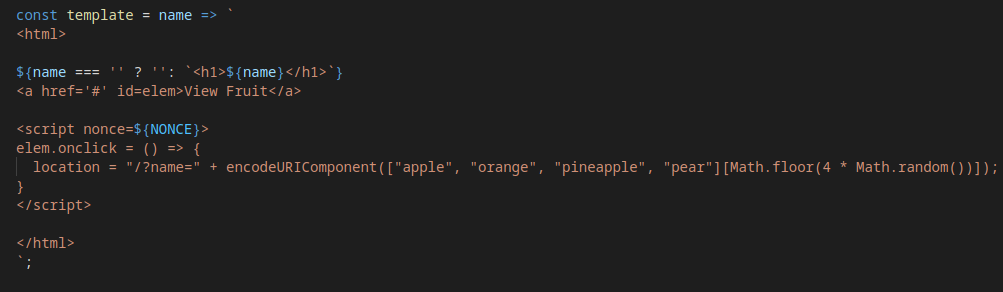 const template = name => `
<html>
${name === '' ? '': `<h1>${name}</h1>`}
<a href='#' id=elem>View Fruit</a>
<script nonce=${NONCE}>
elem.onclick = () => {
location = "/?name=" + encodeURIComponent(["apple", "orange", "pineapple", "pear"][Math.floor(4 * Math.random())]);
}
</script>
</html>
`;